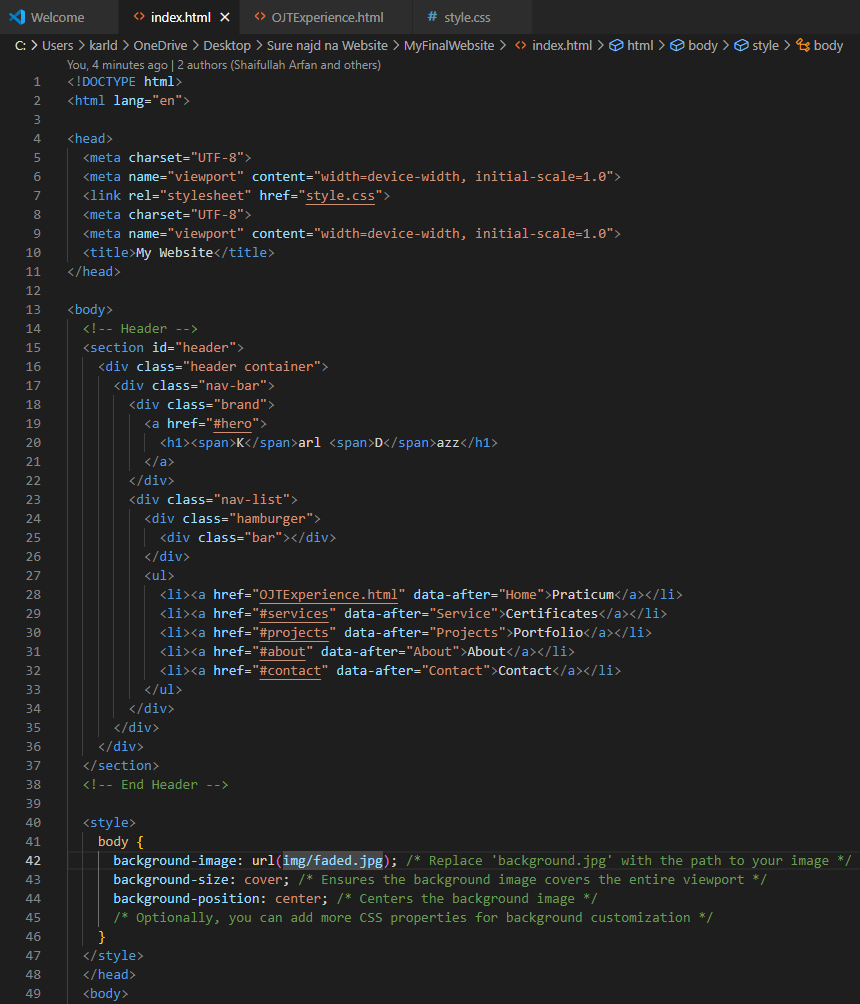 Welcome index.html OJTExperience.html # style.css
C: > Users > karld > OneDrive > Desktop > Sure najd na Website > MyFinalWebsite > index.html > html > body > style > body
You, 4 minutes ago | 2 authors (Shaifullah Arfan and others)
1 <!DOCTYPE html>
2 <html lang="en">
3
4 <head>
5 <meta charset="UTF-8">
6 <meta name="viewport" content="width=device-width, initial-scale=1.0">
7 <link rel="stylesheet" href="style.css">
8 <meta charset="UTF-8">
9 <meta name="viewport" content="width=device-width, initial-scale=1.0">
10 <title>My Website</title>
11 </head>
12
13 <body>
14 <!-- Header -->
15 <section id="header">
16 <div class="header container">
17 <div class="nav-bar">
18 <div class="brand">
19 <a href="#hero">
20 <h1><span>K</span>arl <span>D</span>azz</h1>
21 </a>
22 </div>
23 <div class="nav-list">
24 <div class="hamburger">
25 <div class="bar"></div>
26 </div>
27 <ul>
28 <li><a href="OJTExperience.html" data-after="Home">Praticum</a></li>
29 <li><a href="#services" data-after="Service">Certificates</a></li>
30 <li><a href="#projects" data-after="Projects">Portfolio</a></li>
31 <li><a href="#about" data-after="About">About</a></li>
32 <li><a href="#contact" data-after="Contact">Contact</a></li>
33 </ul>
34 </div>
35 </div>
36 </div>
37 </section>
38 <!-- End Header -->
39
40 <style>
41 body {
42 background-image: url(img/faded.jpg); /* Replace 'background.jpg' with the path to your image */
43 background-size: cover; /* Ensures the background image covers the entire viewport */
44 background-position: center; /* Centers the background image */
45 /* Optionally, you can add more CSS properties for background customization */
46 }
47 </style>
48 </head>
49 <body>